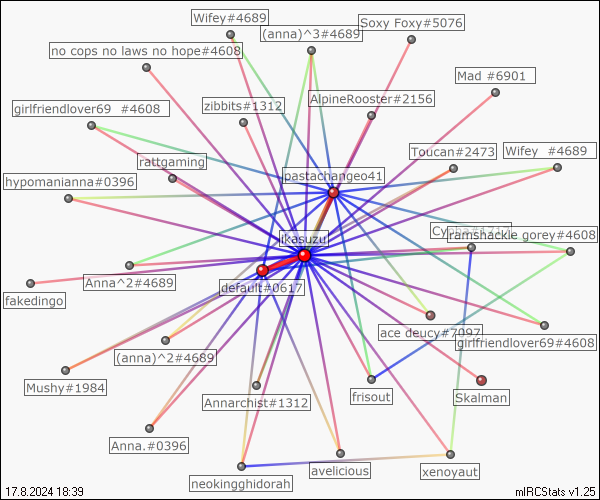 Wifey#4689
Soxy Foxy#5076
(anna)^3#4689
no cops no laws no hope#4608
Mad #6901
AlpineRooster#2156
zibbits#1312
girlfriendlover69 #4608
Toucan#2473
Wifey #4689
rattgaming
pastachangeo41
hypomanianna#0396
ramshackle gorey#4608
ikasuzu
Anna^2#4689
default#0617
fakedingo
ace deucy#7097
girlfriendlover69#4608
(anna)^2#4689
Mushy#1984
Annarchist#1312
frisout
Skalman
Anna.#0396
avelicious
xenoyaut
neokingghidorah
17.8.2024 18:39
mIRCStats v1.25